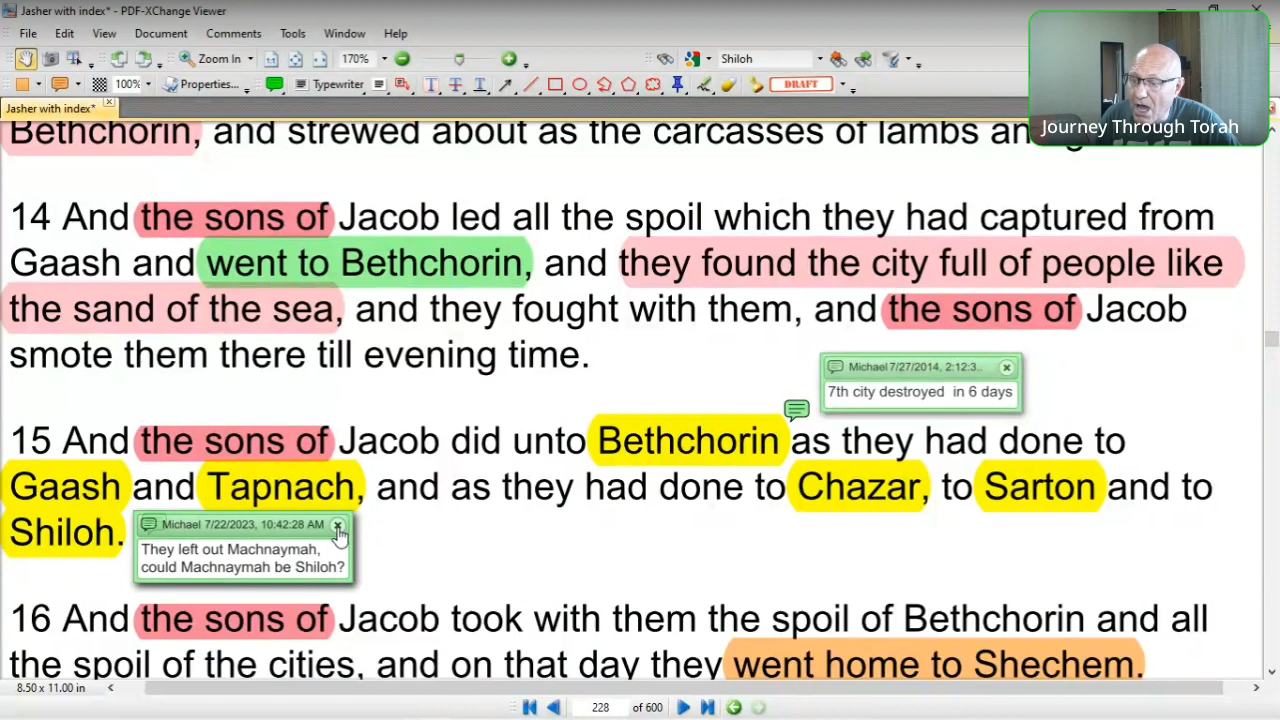 Jasher with index* - PDF-XChange Viewer
File Edit View Document Comments Tools Window Help
Zoom In 170% Shiloh
100% Properties... Typewriter DRAFT
Jasher with index*
Journey Through Torah
Bethchorin, and strewed about as the carcasses of lambs and
14 And the sons of Jacob led all the spoil which they had captured from
Gaash and went to Bethchorin, and they found the city full of people like
the sand of the sea, and they fought with them, and the sons of Jacob
smote them there till evening time.
Michael 7/27/2014, 2:12:3..
7th city destroyed in 6 days
15 And the sons of Jacob did unto Bethchorin as they had done to
Gaash and Tapnach, and as they had done to Chazar, to Sarton and to
Shiloh.
Michael 7/22/2023, 10:42:28 AM
They left out Machnaymah,
could Machnaymah be Shiloh?
16 And the sons of Jacob took with them the spoil of Bethchorin and all
the spoil of the cities, and on that day they went home to Shechem.
8.50 x 11.00 in
228 of 600